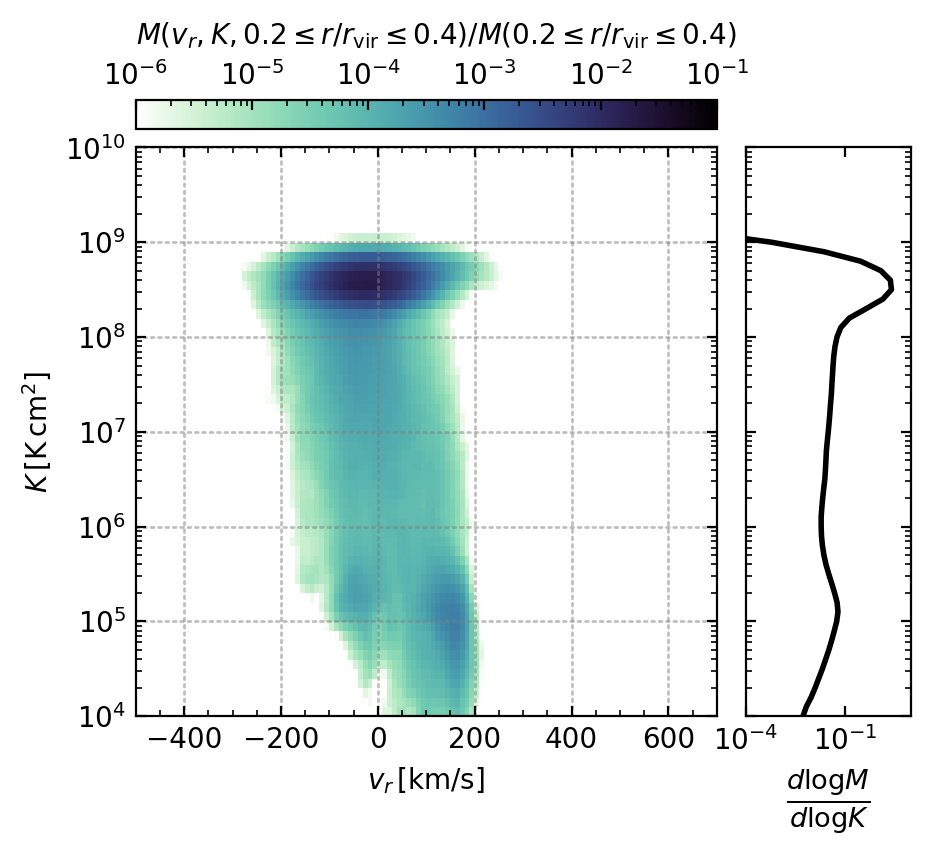 M(v_r, K, 0.2 ≤ r/r_vir ≤ 0.4)/M(0.2 ≤ r/r_vir ≤ 0.4)
10^−6 10^−5 10^−4 10^−3 10^−2 10^−1
10^10
10^9
10^8
10^7
10^6
10^5
10^4
K [K cm^2]
−400 −200 0 200 400 600
v_r [km/s]
10^−4 10^−1
dlogM
dlogK